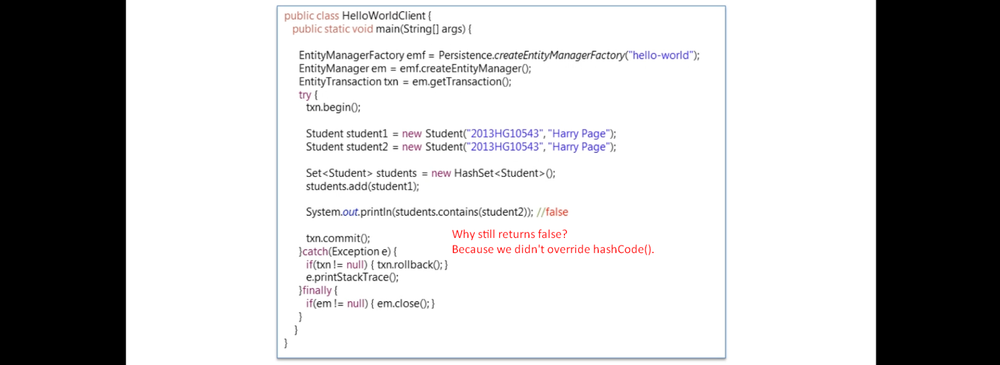 public class HelloWorldClient {
public static void main(String[] args) {
EntityManagerFactory emf = Persistence.createEntityManagerFactory("hello-world");
EntityManager em = emf.createEntityManager();
EntityTransaction txn = em.getTransaction();
try {
txn.begin();
Student student1 = new Student("2013HG10543", "Harry Page");
Student student2 = new Student("2013HG10543", "Harry Page");
Set<Student> students = new HashSet<Student>();
students.add(student1);
System.out.println(students.contains(student2)); //false
Why still returns false?
Because we didn't override hashCode().
txn.commit();
}catch(Exception e) {
if(txn != null) { txn.rollback(); }
e.printStackTrace();
}finally {
if(em != null) { em.close(); }
}
}
}